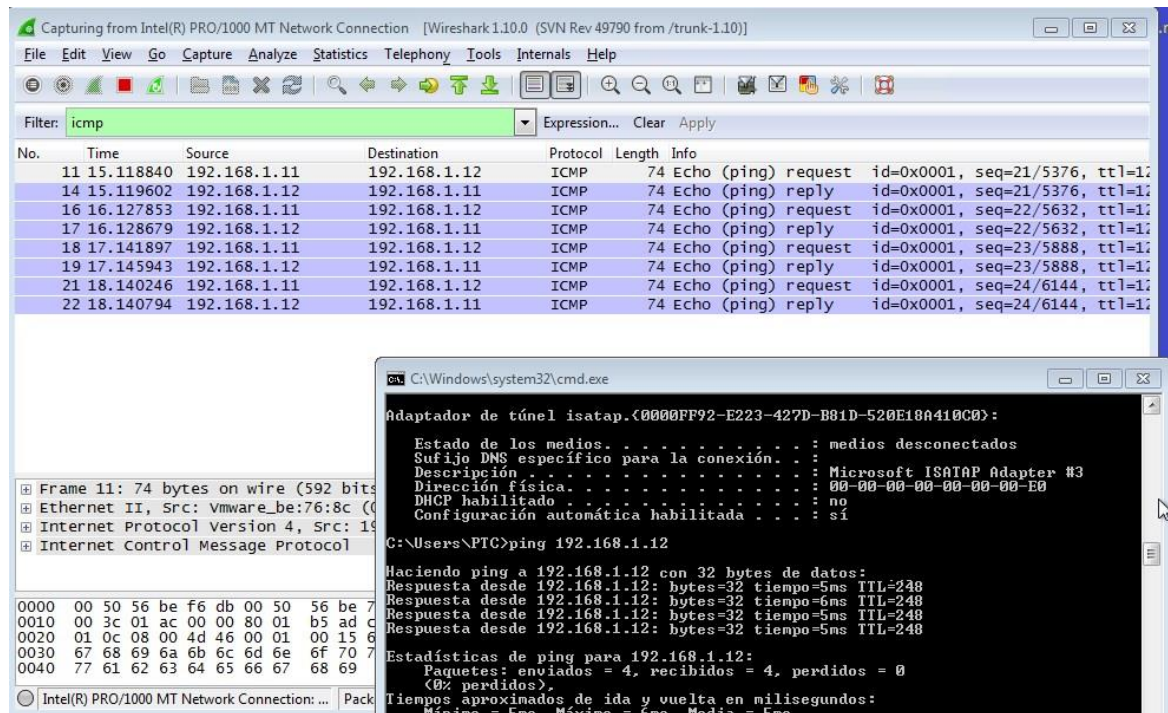 Capturing from Intel(R) PRO/1000 MT Network Connection [Wireshark 1.10.0 (SVN Rev 49790 from /trunk-1.10)]
File Edit View Go Capture Analyze Statistics Telephony Tools Internals Help
Filter: icmp Expression... Clear Apply
No. Time Source Destination Protocol Length Info
11 15.118840 192.168.1.11 192.168.1.12 ICMP 74 Echo (ping) request id=0x0001, seq=21/5376, ttl=12
14 15.119602 192.168.1.12 192.168.1.11 ICMP 74 Echo (ping) reply id=0x0001, seq=21/5376, ttl=12
16 16.127853 192.168.1.11 192.168.1.12 ICMP 74 Echo (ping) request id=0x0001, seq=22/5632, ttl=12
17 16.128679 192.168.1.12 192.168.1.11 ICMP 74 Echo (ping) reply id=0x0001, seq=22/5632, ttl=12
18 17.141897 192.168.1.11 192.168.1.12 ICMP 74 Echo (ping) request id=0x0001, seq=23/5888, ttl=12
19 17.145943 192.168.1.12 192.168.1.11 ICMP 74 Echo (ping) reply id=0x0001, seq=23/5888, ttl=12
21 18.140246 192.168.1.11 192.168.1.12 ICMP 74 Echo (ping) request id=0x0001, seq=24/6144, ttl=12
22 18.140794 192.168.1.12 192.168.1.11 ICMP 74 Echo (ping) reply id=0x0001, seq=24/6144, ttl=12
Frame 11: 74 bytes on wire (592 bits
Ethernet II, Src: Vmware_be:76:8c (0
Internet Protocol Version 4, Src: 19
Internet Control Message Protocol
0000 00 50 56 be f6 db 00 50 56 be 7
0010 00 3c 01 ac 00 00 80 01 b5 ad c
0020 01 0c 08 00 4d 46 00 01 00 15 6
0030 67 68 69 6a 6b 6c 6d 6e 6f 70 7
0040 77 61 62 63 64 65 66 67 68 69
Intel(R) PRO/1000 MT Network Connection: ... Pack
C:\Windows\system32\cmd.exe
Adaptador de túnel isatap.{0000FF92-E223-427D-B81D-520E18A410C0}:
Estado de los medios. . . . . . . . . . . : medios desconectados
Sufijo DNS específico para la conexión. . :
Descripción . . . . . . . . . . . . . . . : Microsoft ISATAP Adapter #3
Dirección física. . . . . . . . . . . . . : 00-00-00-00-00-00-00-E0
DHCP habilitado . . . . . . . . . . . . . : no
Configuración automática habilitada . . . : sí
C:\Users\PTC>ping 192.168.1.12
Haciendo ping a 192.168.1.12 con 32 bytes de datos:
Respuesta desde 192.168.1.12: bytes=32 tiempo=5ms TTL=248
Respuesta desde 192.168.1.12: bytes=32 tiempo=6ms TTL=248
Respuesta desde 192.168.1.12: bytes=32 tiempo=5ms TTL=248
Respuesta desde 192.168.1.12: bytes=32 tiempo=5ms TTL=248
Estadísticas de ping para 192.168.1.12:
Paquetes: enviados = 4, recibidos = 4, perdidos = 0
(0% perdidos),
Tiempos aproximados de ida y vuelta en milisegundos:
Mínimo = 5ms, Máximo = 6ms, Media = 5ms